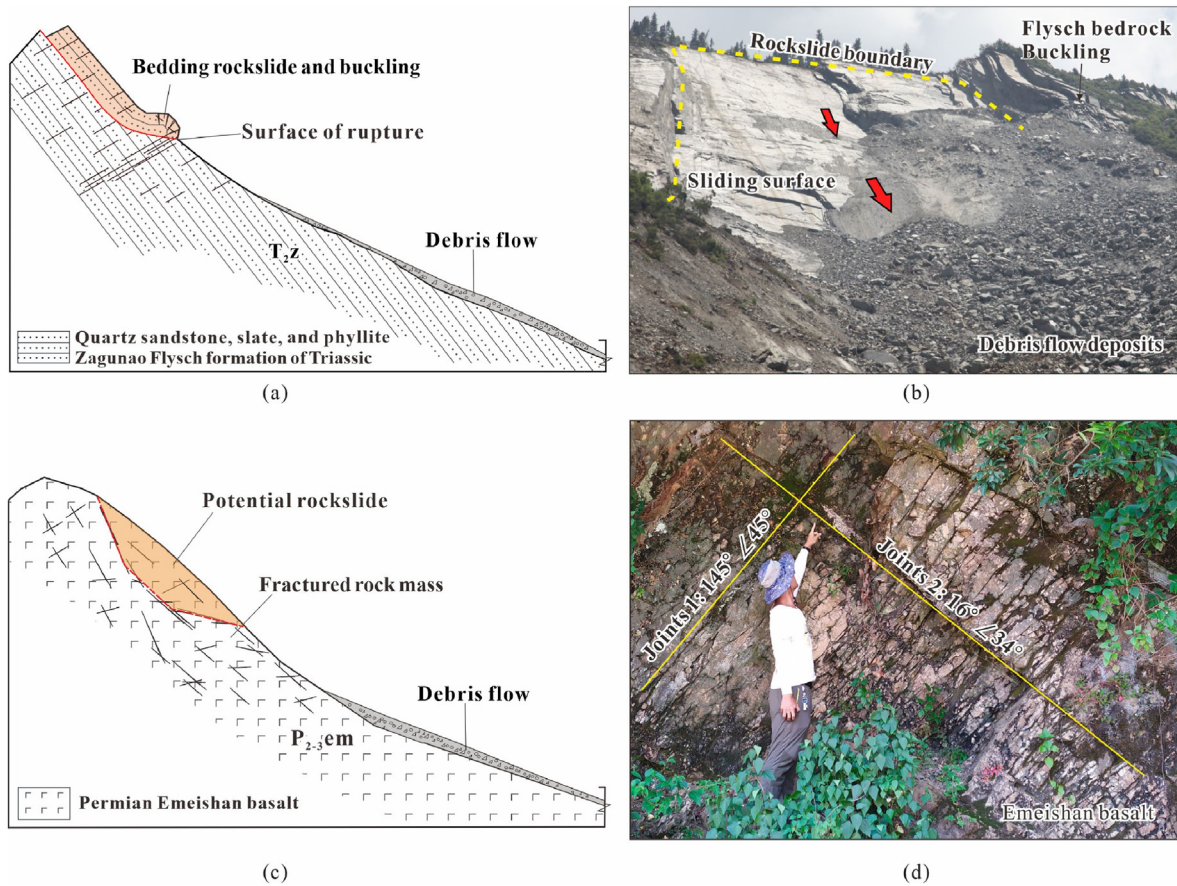 Bedding rockslide and buckling
Surface of rupture
Debris flow
T₂z
Quartz sandstone, slate, and phyllite
Zagunao Flysch formation of Triassic
(a)
Flysch bedrock
Buckling
Rockslide boundary
Sliding surface
Debris flow deposits
(b)
Potential rockslide
Fractured rock mass
Debris flow
P₂₋₃em
Permian Emeishan basalt
(c)
Joints 1: 145° ∠45°
Joints 2: 16° ∠34°
Emeishan basalt
(d)